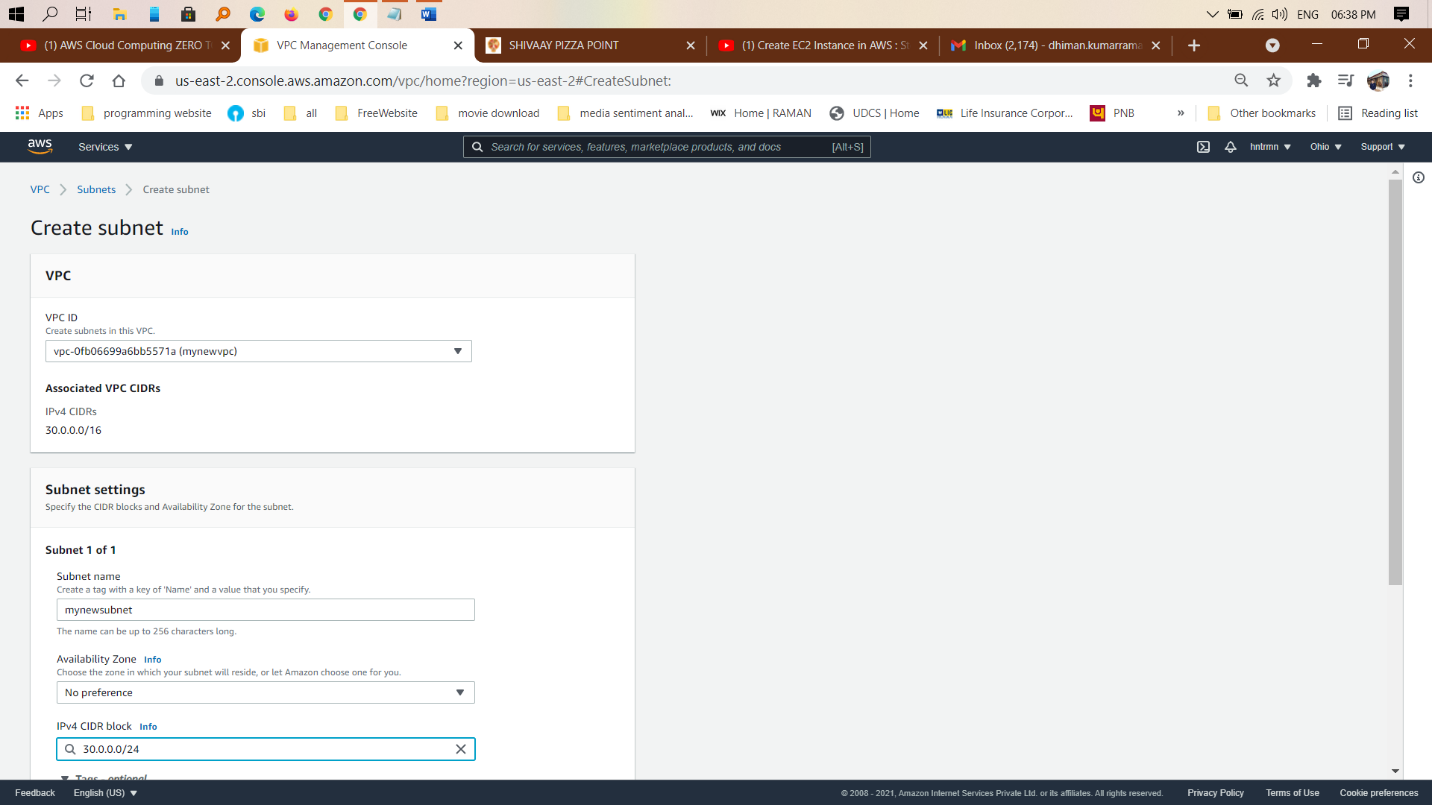 ENG 06:38 PM
(1) AWS Cloud Computing ZERO T
VPC Management Console
SHIVAAY PIZZA POINT
(1) Create EC2 Instance in AWS : St
Inbox (2,174) - dhiman.kumarrama
us-east-2.console.aws.amazon.com/vpc/home?region=us-east-2#CreateSubnet:
Apps programming website sbi all FreeWebsite movie download media sentiment anal... WIX Home | RAMAN UDCS | Home LIC Life Insurance Corpor... PNB » Other bookmarks Reading list
aws Services Search for services, features, marketplace products, and docs [Alt+S] hntrmn Ohio Support
VPC Subnets Create subnet
Create subnet Info
VPC
VPC ID
Create subnets in this VPC.
vpc-0fb06699a6bb5571a (mynewvpc)
Associated VPC CIDRs
IPv4 CIDRs
30.0.0.0/16
Subnet settings
Specify the CIDR blocks and Availability Zone for the subnet.
Subnet 1 of 1
Subnet name
Create a tag with a key of 'Name' and a value that you specify.
mynewsubnet
The name can be up to 256 characters long.
Availability Zone Info
Choose the zone in which your subnet will reside, or let Amazon choose one for you.
No preference
IPv4 CIDR block Info
30.0.0.0/24
Tags - optional
Feedback English (US) © 2008 - 2021, Amazon Internet Services Private Ltd. or its affiliates. All rights reserved. Privacy Policy Terms of Use Cookie preferences